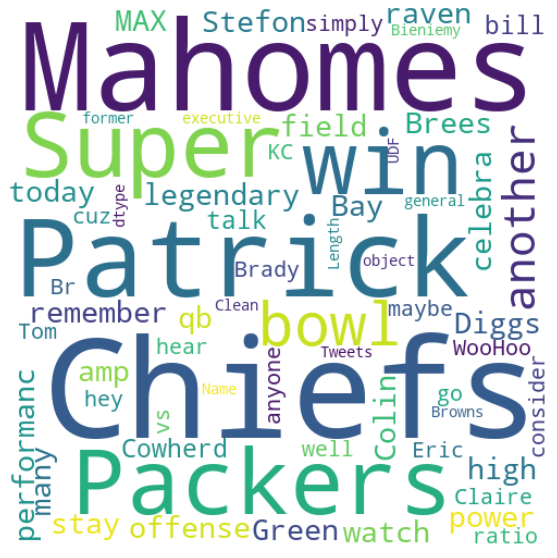 MAX Stefon simply raven bill
Bieniemy
Mahomes
former executive
Super field Brees
KC UDF win another
today legendary Bay celebra
cuz dtype talk Length general
Patrick
Br Brady object
remember qb bowl maybe Diggs
Clean
Tom hear anyone Tweets WooHoo
Chiefs
amp Collin go consider
hey Name Browns
performanc many vs
Cowherd well Eric high
Packers Claire
stay offense Green watch power
ratio